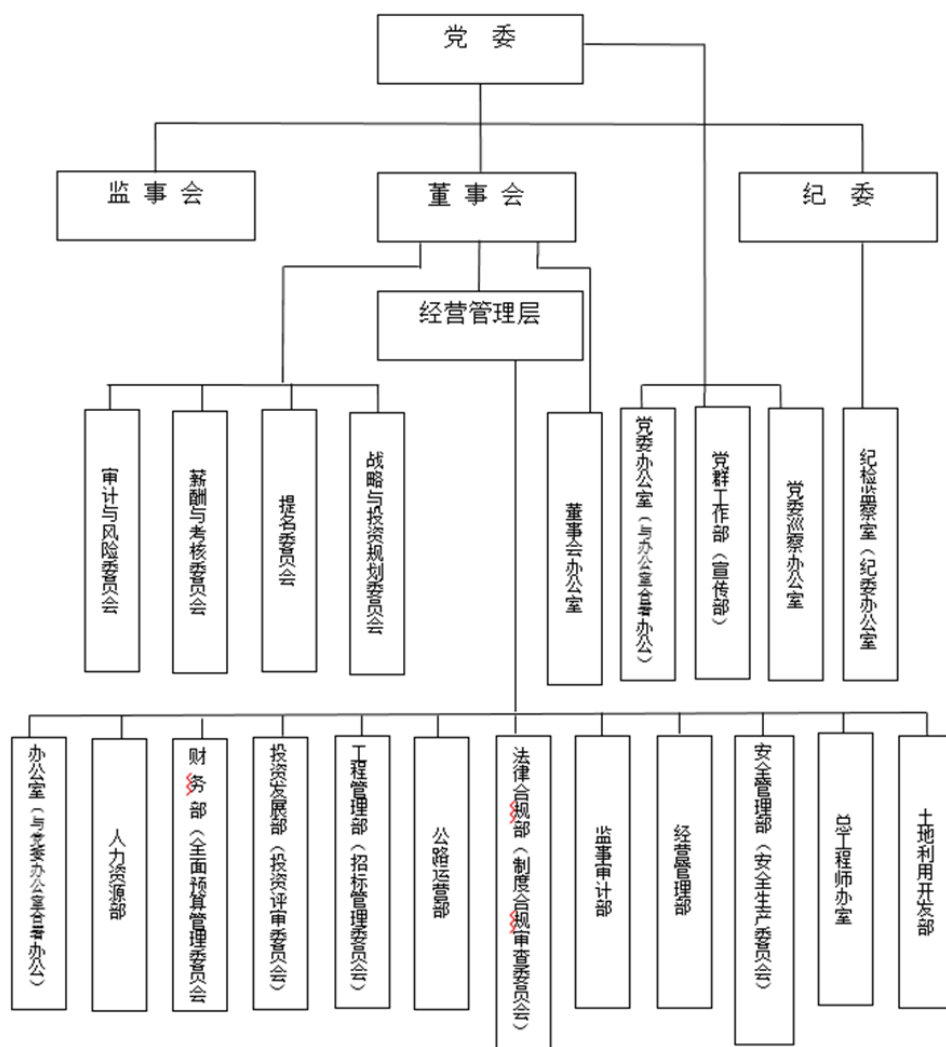 党 委
监 事 会
董 事 会
纪 委
经营管理层
审计与风险委员会
薪酬与考核委员会
提名委员会
战略与投资规划委员会
董事会办公室
党委办公室（与办公室合署办公）
党群工作部（宣传部）
党委巡察办公室
纪检监察室（纪委办公室
办公室（与党委办公室合署办公）
人力资源部
财 务 部（全面预算管理委员会
投资发展部（投资评审委员会）
工程管理部（招标管理委员会）
公路运营部
法律合规部（制度合规审查委员会）
监事审计部
经营管理部
安全管理部（安全生产委员会）
总工程师办室
土地利用开发部